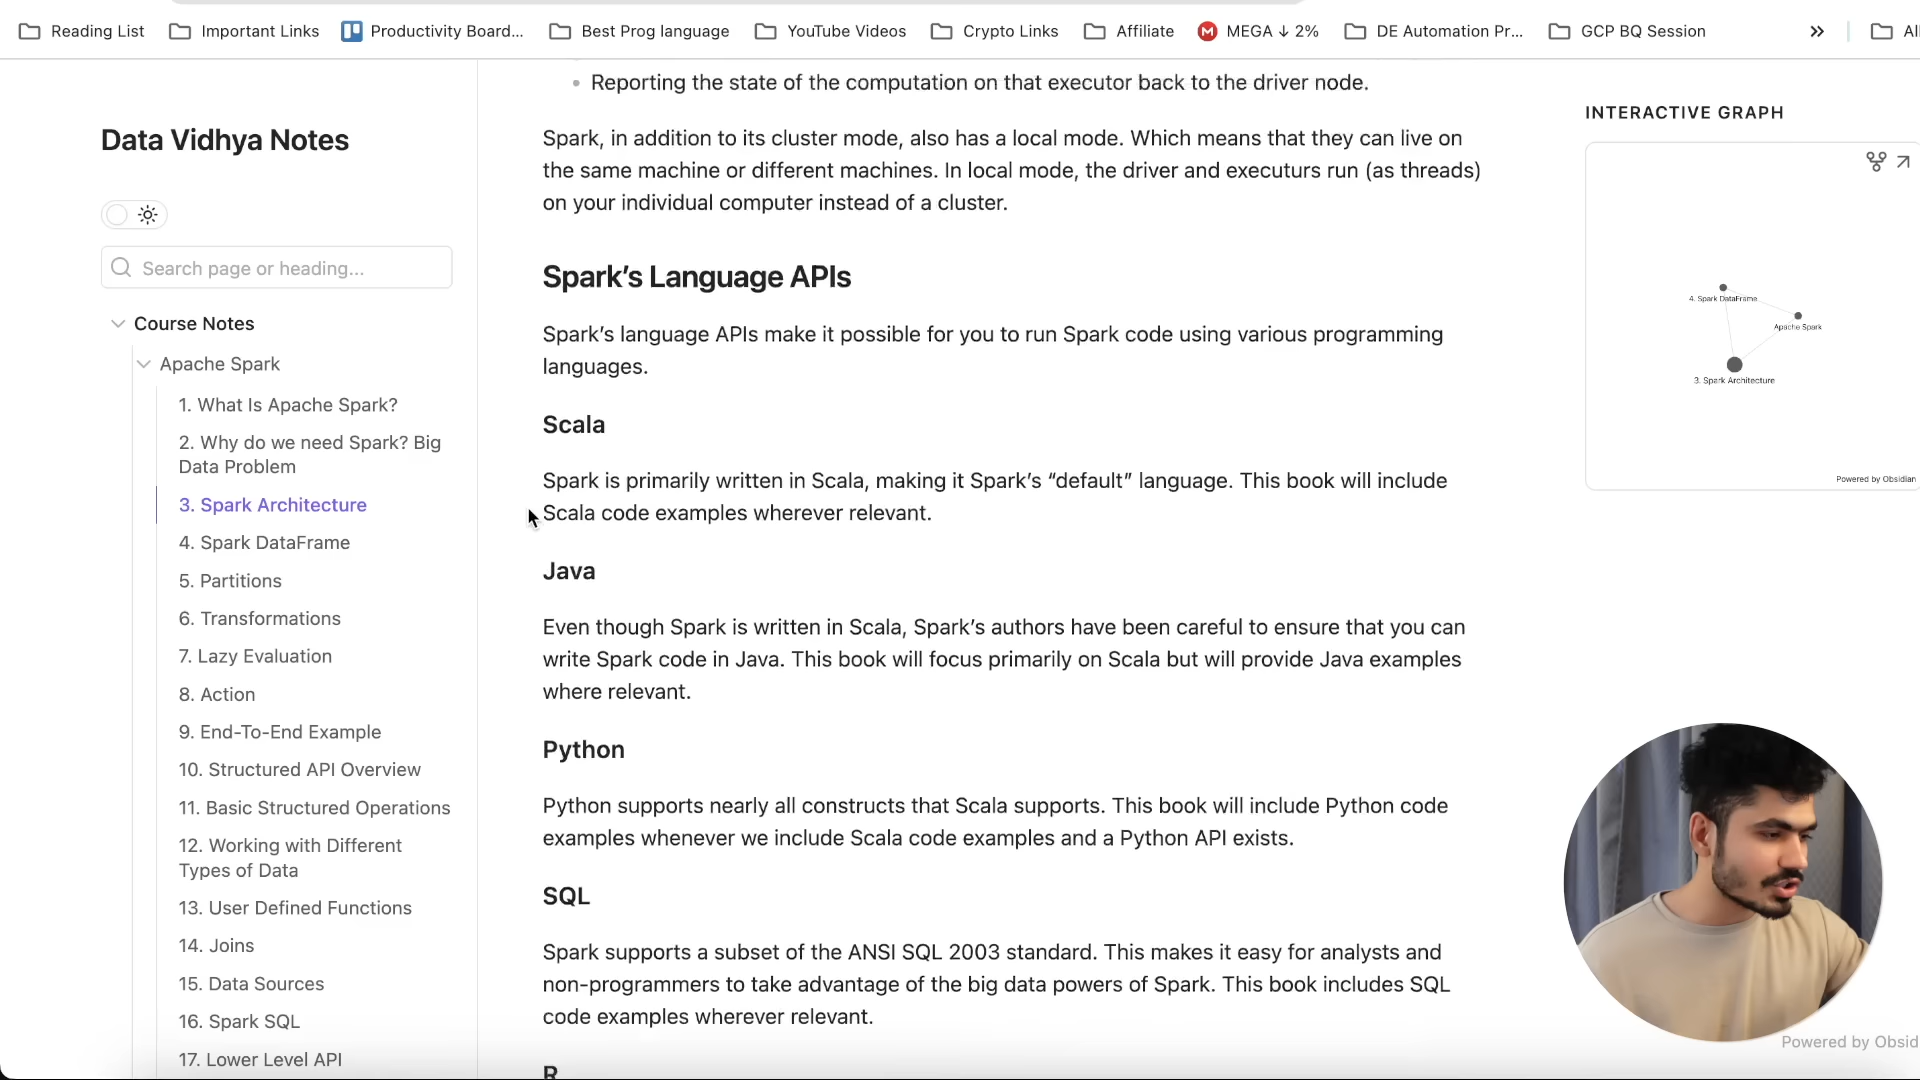 Reading List
Important Links
Productivity Board...
Best Prog language
YouTube Videos
Crypto Links
Affiliate
MEGA ↓ 2%
DE Automation Pr...
GCP BQ Session
Data Vidhya Notes
Search page or heading...
Course Notes
Apache Spark
1. What Is Apache Spark?
2. Why do we need Spark? Big
Data Problem
3. Spark Architecture
4. Spark DataFrame
5. Partitions
6. Transformations
7. Lazy Evaluation
8. Action
9. End-To-End Example
10. Structured API Overview
11. Basic Structured Operations
12. Working with Different
Types of Data
13. User Defined Functions
14. Joins
15. Data Sources
16. Spark SQL
17. Lower Level API
• Reporting the state of the computation on that executor back to the driver node.
Spark, in addition to its cluster mode, also has a local mode. Which means that they can live on
the same machine or different machines. In local mode, the driver and executurs run (as threads)
on your individual computer instead of a cluster.
Spark’s Language APIs
Spark’s language APIs make it possible for you to run Spark code using various programming
languages.
Scala
Spark is primarily written in Scala, making it Spark’s “default” language. This book will include
Scala code examples wherever relevant.
Java
Even though Spark is written in Scala, Spark’s authors have been careful to ensure that you can
write Spark code in Java. This book will focus primarily on Scala but will provide Java examples
where relevant.
Python
Python supports nearly all constructs that Scala supports. This book will include Python code
examples whenever we include Scala code examples and a Python API exists.
SQL
Spark supports a subset of the ANSI SQL 2003 standard. This makes it easy for analysts and
non-programmers to take advantage of the big data powers of Spark. This book includes SQL
code examples wherever relevant.
R
INTERACTIVE GRAPH
4. Spark DataFrame
Apache Spark
3. Spark Architecture
Powered by Obsidian
Powered by Obsid